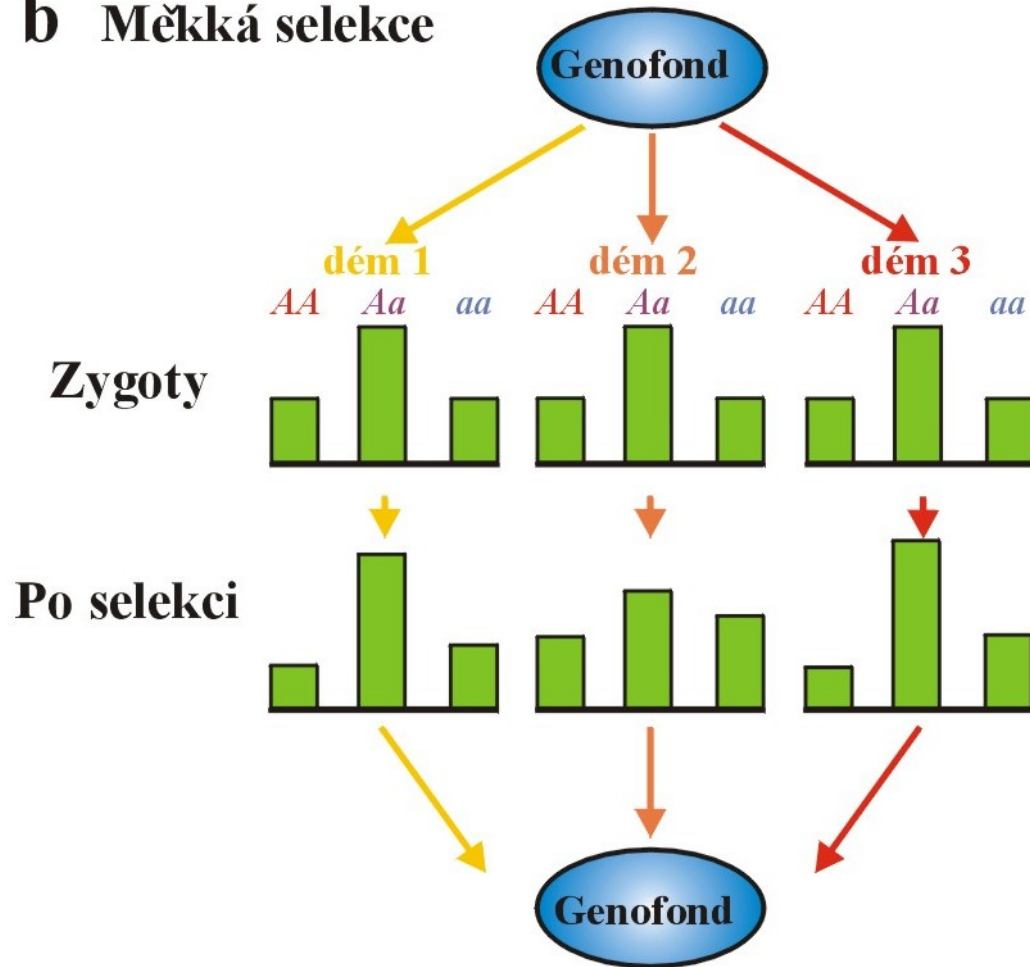 b Měkká selekce
Genofond
dém 1 dém 2 dém 3
AA Aa aa AA Aa aa AA Aa aa
Zygoty
Po selekci
Genofond